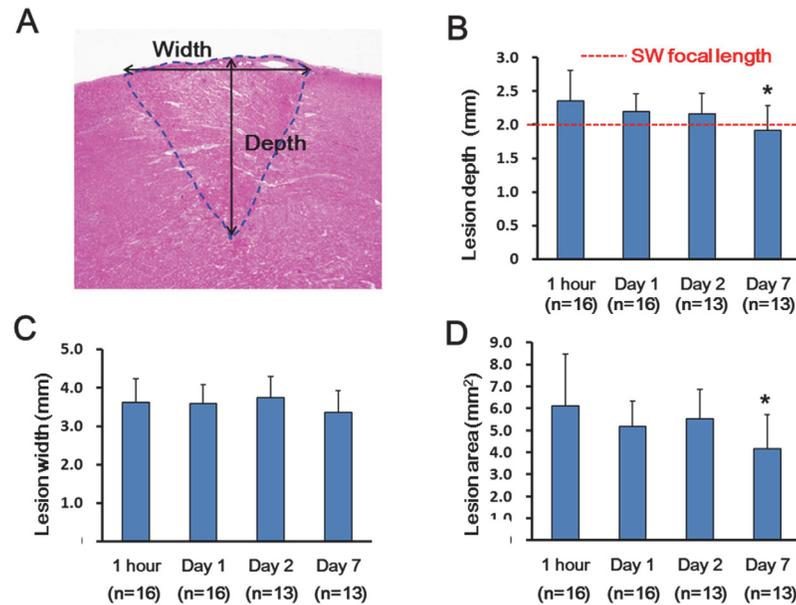 A
Width
Depth
B
SW focal length
Lesion depth (mm)
3.0
2.5
2.0
1.5
1.0
0.5
0
*
1 hour Day 1 Day 2 Day 7
(n=16) (n=16) (n=13) (n=13)
C
Lesion width (mm)
5.0
4.0
3.0
2.0
1.0
1 hour Day 1 Day 2 Day 7
(n=16) (n=16) (n=13) (n=13)
D
Lesion area (mm²)
9.0
8.0
7.0
6.0
5.0
4.0
3.0
2.0
1.0
*
1 hour Day 1 Day 2 Day 7
(n=16) (n=16) (n=13) (n=13)